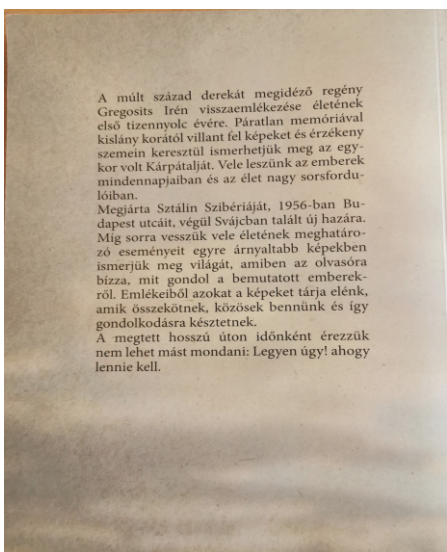 A múlt század derekát megidéző regény
Gregosits Irén visszaemlékezése életének
első tizennyolc évére. Páratlan memóriával
kislány korától villant fel képeket és érzékeny
szemein keresztül ismerhetjük meg az egy-
kor volt Kárpátalját. Vele leszünk az emberek
mindennapjaiban és az élet nagy sorsfordu-
lóiban.
Megjárta Sztálin Szibériáját, 1956-ban Bu-
dapest utcáit, végül Svájcban talált új hazára.
Mig sorra vesszük vele életének meghatáro-
zó eseményeit egyre árnyaltabb képekben
ismerjük meg világát, amiben az olvasóra
bízza, mit gondol a bemutatott emberek-
ről. Emlékeiből azokat a képeket tárja elénk,
amik összekötnek, közösek bennünk és így
gondolkodásra késztetnek.
A megtett hosszú úton időnként érezzük
nem lehet mást mondani: Legyen úgy! ahogy
lennie kell.